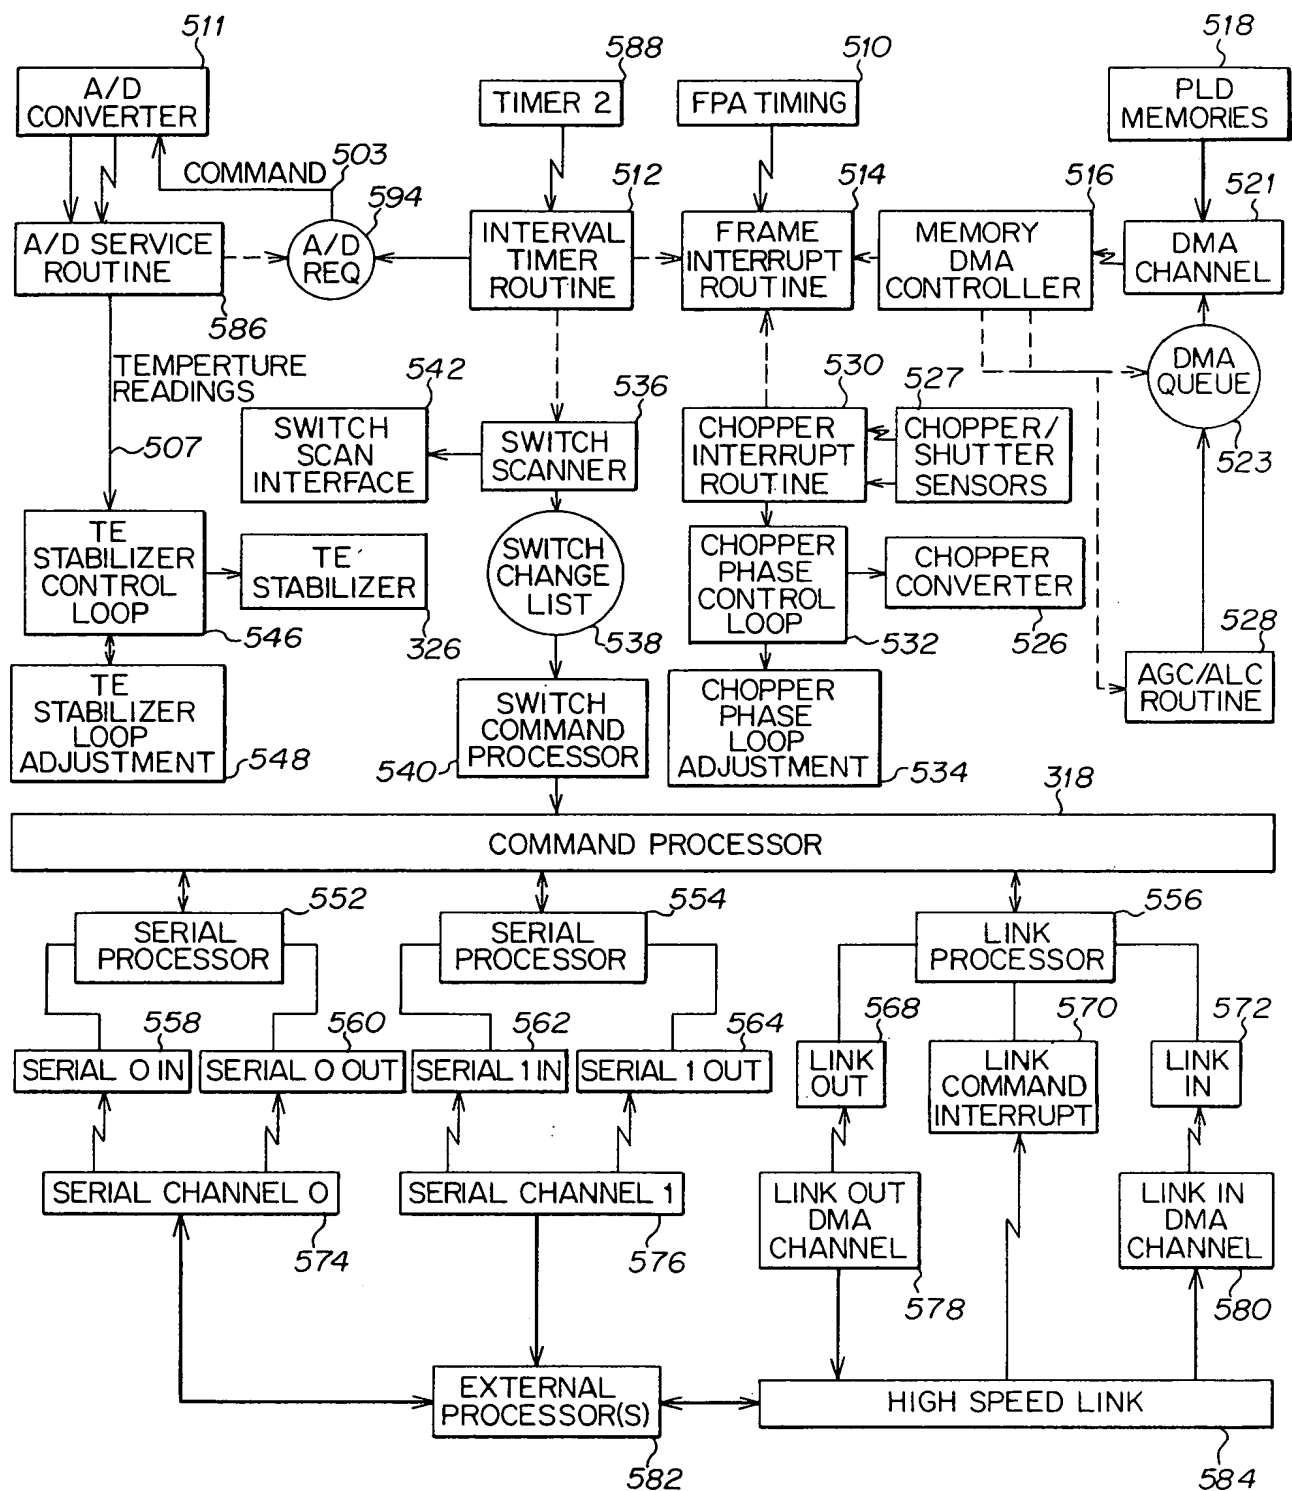 511
588
510
518
A/D
CONVERTER
TIMER 2
FPA TIMING
PLD
MEMORIES
COMMAND
503
594
512
514
516
521
A/D SERVICE
ROUTINE
A/D
REQ
INTERVAL
TIMER
ROUTINE
FRAME
INTERRUPT
ROUTINE
MEMORY
DMA
CONTROLLER
DMA
CHANNEL
586
TEMPERTURE
READINGS
542
536
530
527
DMA
QUEUE
523
507
SWITCH
SCAN
INTERFACE
SWITCH
SCANNER
CHOPPER
INTERRUPT
ROUTINE
CHOPPER/
SHUTTER
SENSORS
TE
STABILIZER
CONTROL
LOOP
TE
STABILIZER
SWITCH
CHANGE
LIST
CHOPPER
PHASE
CONTROL
LOOP
CHOPPER
CONVERTER
546
326
538
532
526
528
TE
STABILIZER
LOOP
ADJUSTMENT
SWITCH
COMMAND
PROCESSOR
CHOPPER
PHASE
LOOP
ADJUSTMENT
AGC/ALC
ROUTINE
548
540
534
318
COMMAND PROCESSOR
552
554
556
SERIAL
PROCESSOR
SERIAL
PROCESSOR
LINK
PROCESSOR
558
560
562
564
568
570
572
SERIAL 0 IN
SERIAL 0 OUT
SERIAL 1 IN
SERIAL 1 OUT
LINK
OUT
LINK
COMMAND
INTERRUPT
LINK
IN
SERIAL CHANNEL 0
SERIAL CHANNEL 1
LINK OUT
DMA
CHANNEL
LINK IN
DMA
CHANNEL
574
576
578
580
EXTERNAL
PROCESSOR(S)
HIGH SPEED LINK
582
584